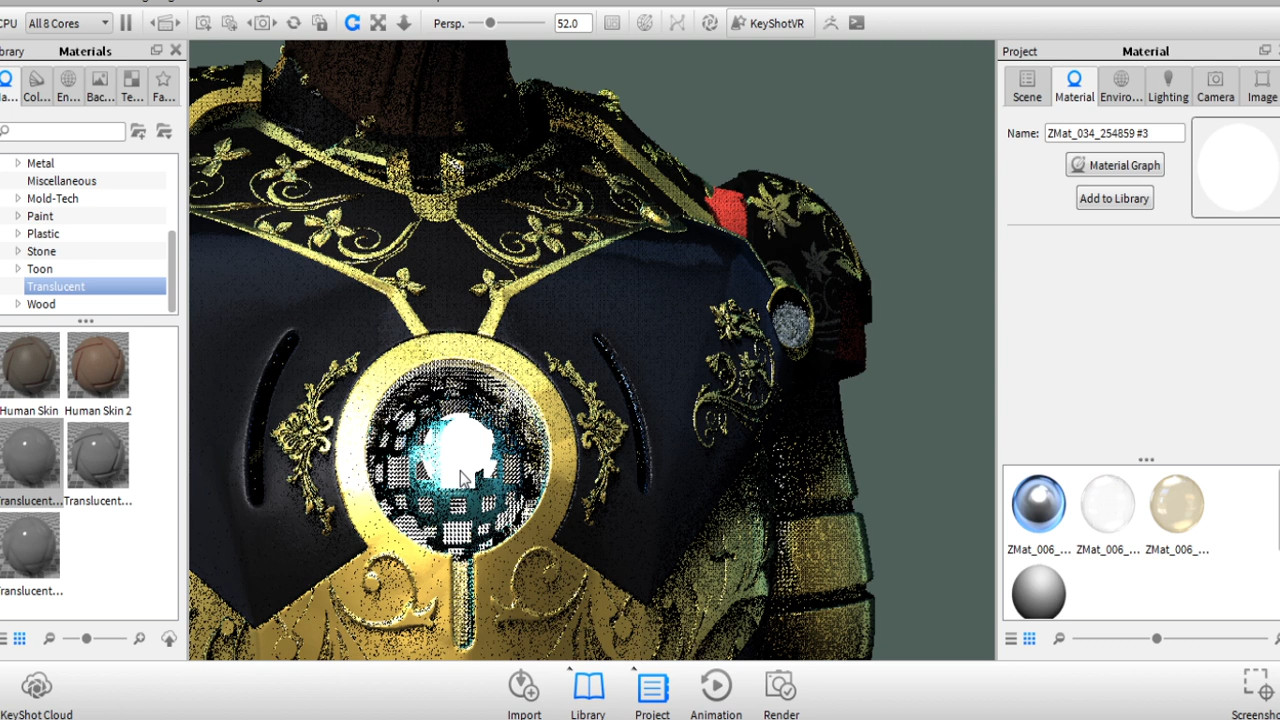 CPU All 8 Cores Persp. 52.0 KeyShotVR
brary Materials Project Material
a... Col... En... Bac... Te... Fa... Scene Material Enviro... Lighting Camera Image
Name: ZMat_034_254859 #3
Metal
Material Graph
Miscellaneous
Mold-Tech
Add to Library
Paint
Plastic
Stone
Toon
Translucent
Wood
Human Skin Human Skin 2
Translucent... Translucent...
ZMat_006_... ZMat_006_... ZMat_006_...
Translucent...
KeyShot Cloud Import Library Project Animation Render Screensho